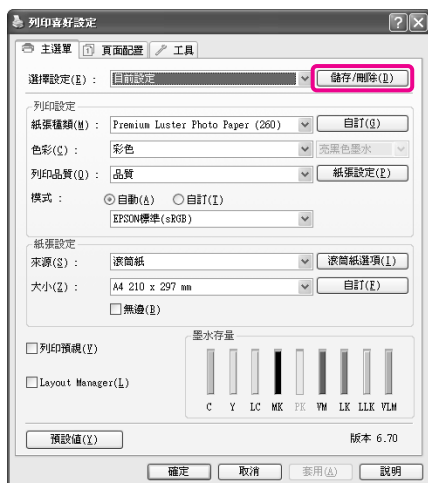 列印喜好設定
主選單 頁面配置 工具
選擇設定(E)： 目前設定 儲存/刪除(D)
列印設定
紙張種類(M)： Premium Luster Photo Paper (260) 自訂(G)
色彩(C)： 彩色 亮黑色墨水
列印品質(Q)： 品質 紙張設定(P)
模式： 自動(A) 自訂(I)
EPSON標準(sRGB)
紙張設定
來源(S)： 滾筒紙 滾筒紙選項(I)
大小(Z)： A4 210 x 297 mm 自訂(F)
無邊(B)
列印預視(V)
Layout Manager(L)
墨水存量
C Y LC MK PK VM LK LLK VLM
預設值(Y) 版本 6.70
確定 取消 套用(A) 說明